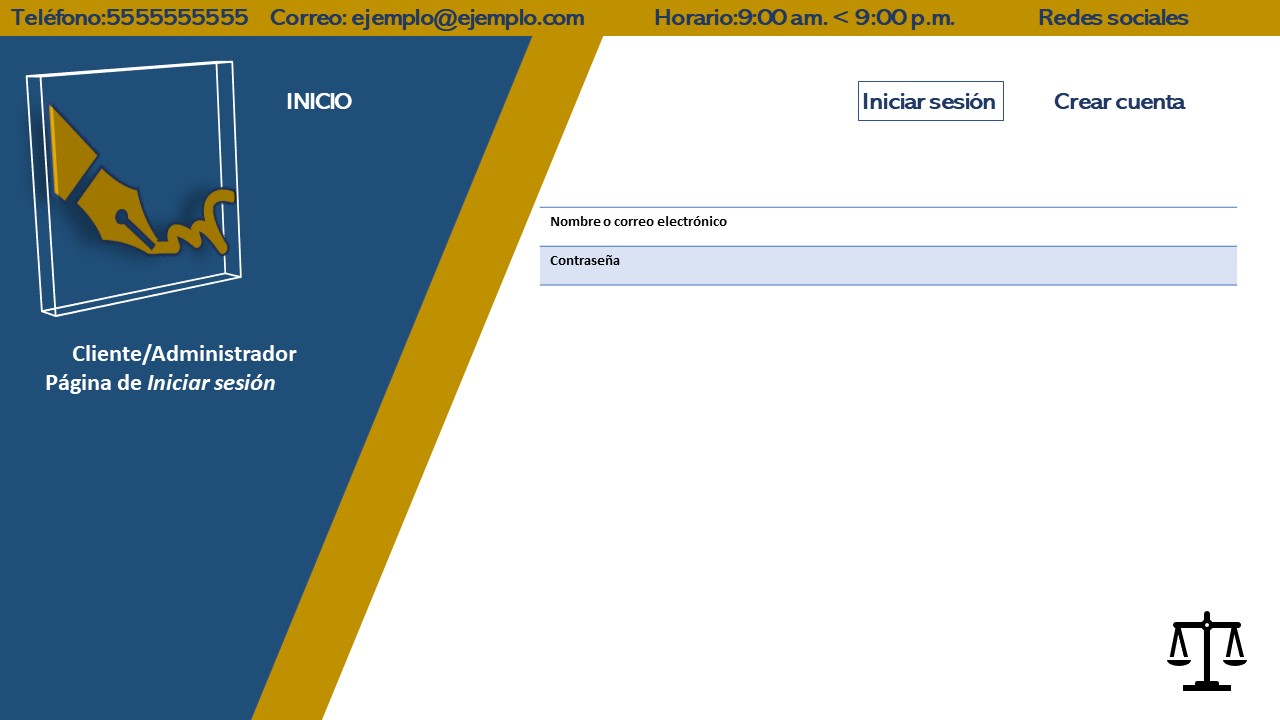 Teléfono:5555555555 Correo: ejemplo@ejemplo.com Horario:9:00 am. < 9:00 p.m. Redes sociales
INICIO
Iniciar sesión
Crear cuenta
Nombre o correo electrónico
Contraseña
Cliente/Administrador
Página de Iniciar sesión